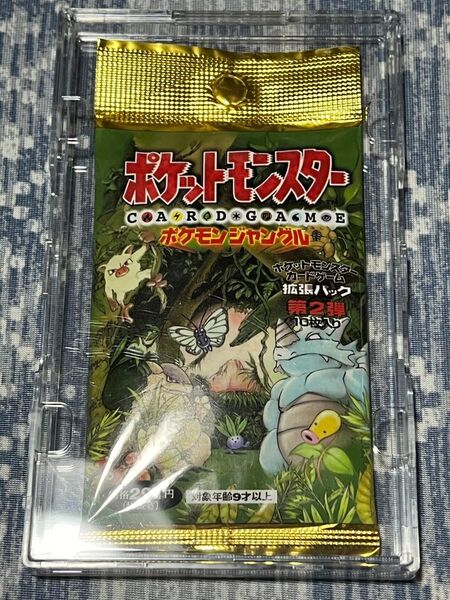 ポケットモンスター
CARD GAME
ポケモンジャングル
ポケットモンスター
カードゲーム
拡張パック
第2弾
対象年齢9才以上